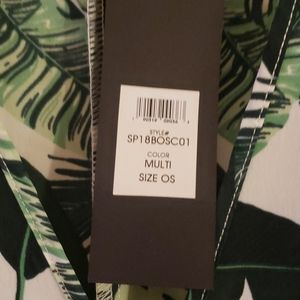 STYLE#
SP18BOSC01
COLOR
MULTI
SIZE OS